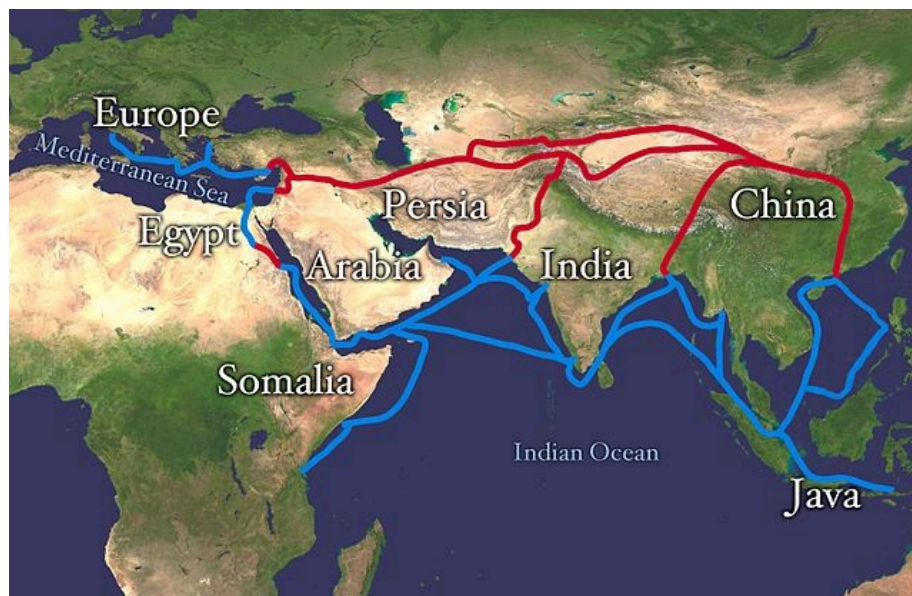 Europe
Mediterranean Sea
Egypt
Persia
Arabia
India
China
Somalia
Indian Ocean
Java